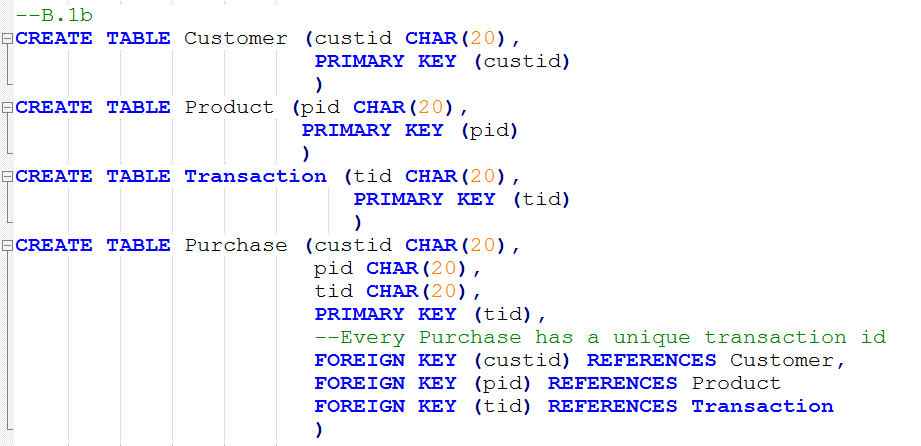 --B.1b
CREATE TABLE Customer (custid CHAR(20),
PRIMARY KEY (custid)
)
CREATE TABLE Product (pid CHAR(20),
PRIMARY KEY (pid)
)
CREATE TABLE Transaction (tid CHAR(20),
PRIMARY KEY (tid)
)
CREATE TABLE Purchase (custid CHAR(20),
pid CHAR(20),
tid CHAR(20),
PRIMARY KEY (tid),
--Every Purchase has a unique transaction id
FOREIGN KEY (custid) REFERENCES Customer,
FOREIGN KEY (pid) REFERENCES Product
FOREIGN KEY (tid) REFERENCES Transaction
)